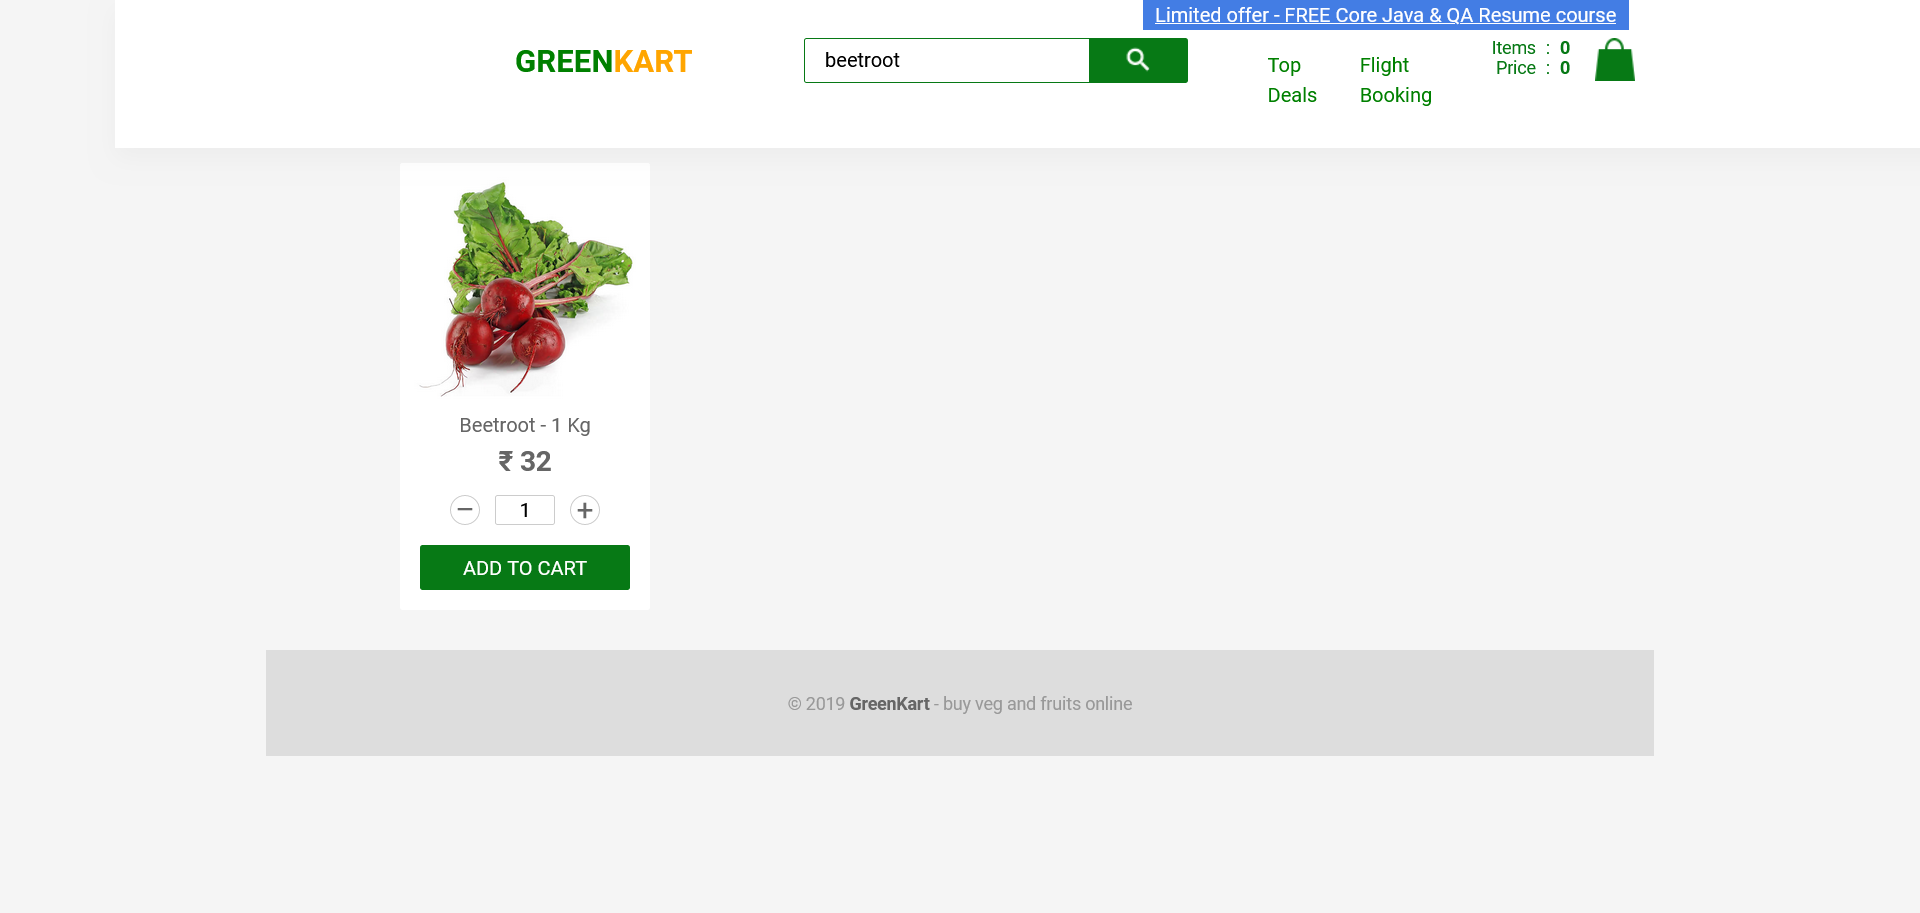 Limited offer - FREE Core Java & QA Resume course
GREENKART
beetroot
Top Deals
Flight Booking
Items : 0
Price : 0
Beetroot - 1 Kg
₹ 32
− 1 +
ADD TO CART
© 2019 GreenKart - buy veg and fruits online